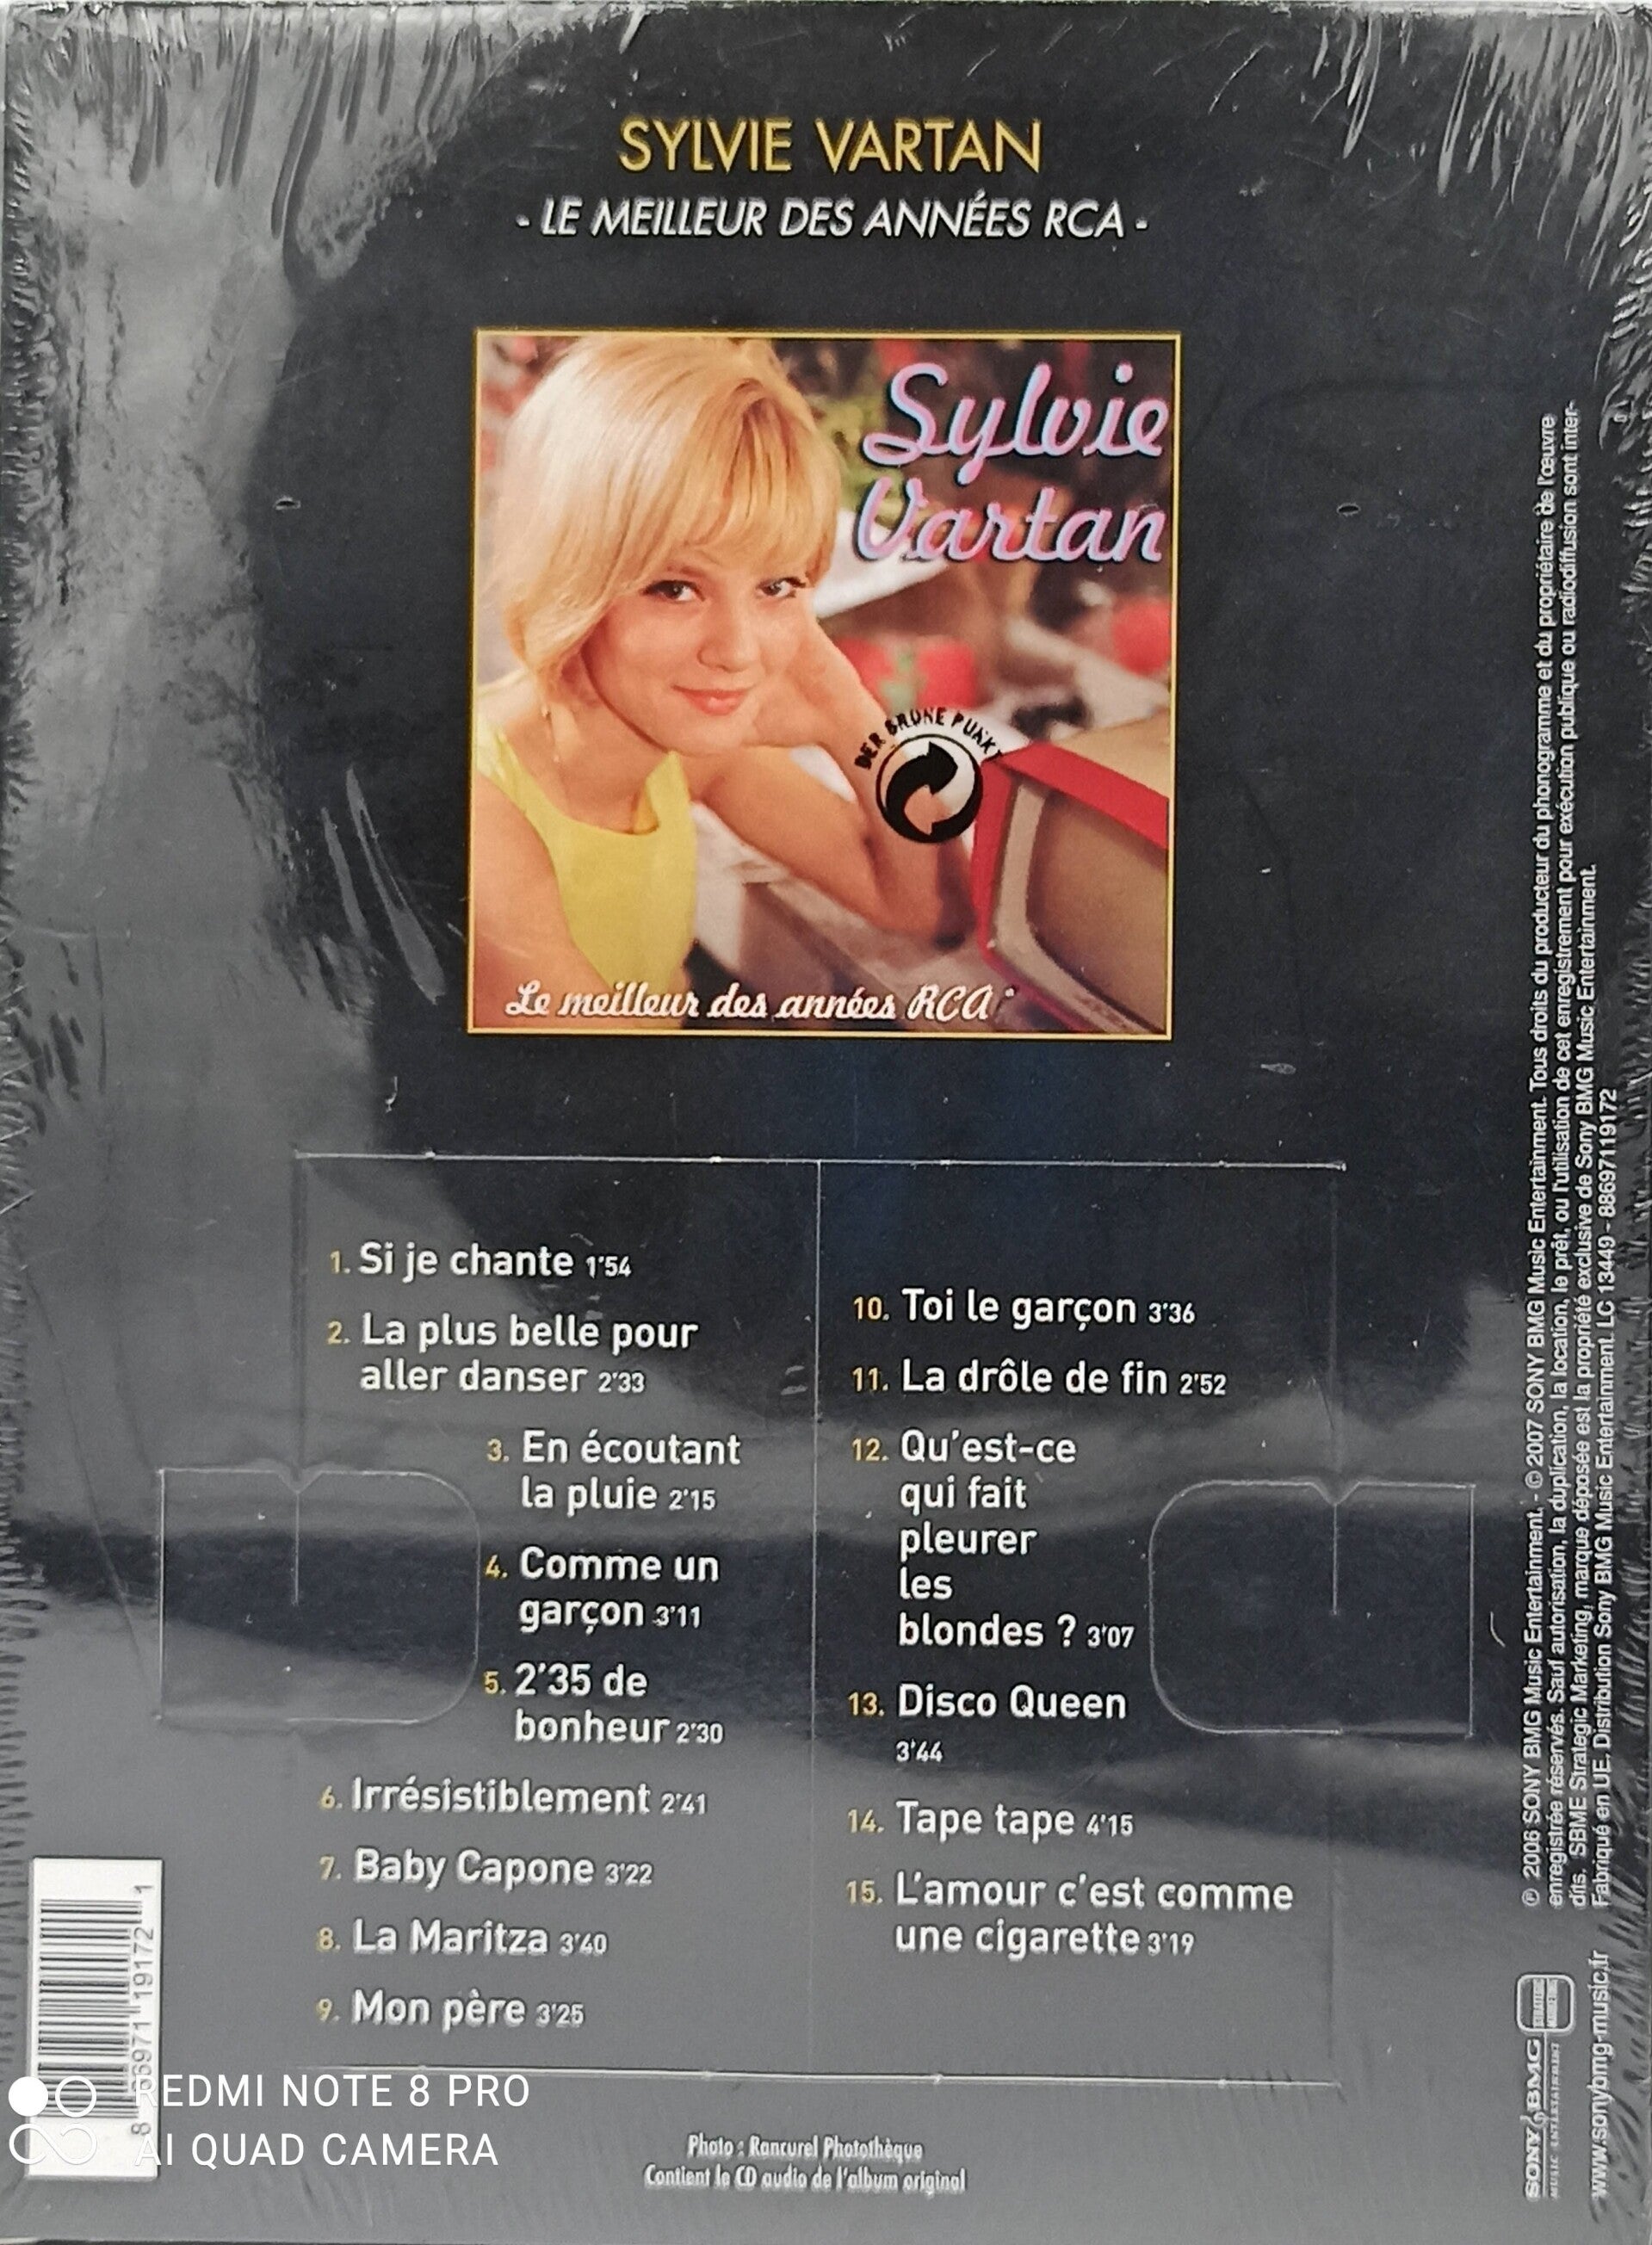 SYLVIE VARTAN
- LE MEILLEUR DES ANNÉES RCA -
Sylvie
Vartan
DER GRÜNE PUNKT
Le meilleur des années RCA
1. Si je chante 1'54
2. La plus belle pour
aller danser 2'33
3. En écoutant
la pluie 2'15
4. Comme un
garçon 3'11
5. 2'35 de
bonheur 2'30
6. Irrésistiblement 2'41
7. Baby Capone 3'22
8. La Maritza 3'40
9. Mon père 3'25
10. Toi le garçon 3'36
11. La drôle de fin 2'52
12. Qu'est-ce
qui fait
pleurer
les
blondes ? 3'07
13. Disco Queen
3'44
14. Tape tape 4'15
15. L'amour c'est comme
une cigarette 3'19
Photo : Rancurel Photothèque
Contient le CD audio de l'album original
℗ 2006 SONY BMG Music Entertainment. - © 2007 SONY BMG Music Entertainment. Tous droits du producteur du phonogramme et du propriétaire de l'œuvre
enregistrée réservés. Sauf autorisation, la duplication, la location, le prêt, ou l'utilisation de cet enregistrement pour exécution publique ou radiodiffusion sont inter-
dits. SBME Strategic Marketing, marque déposée est la propriété exclusive de Sony BMG Music Entertainment.
Fabriqué en UE. Distribution Sony BMG Music Entertainment. LC 13449 - 88697119172
SONY BMG
MUSIC ENTERTAINMENT
www.sonybmg-music.fr
19172 1
REDMI NOTE 8 PRO
AI QUAD CAMERA